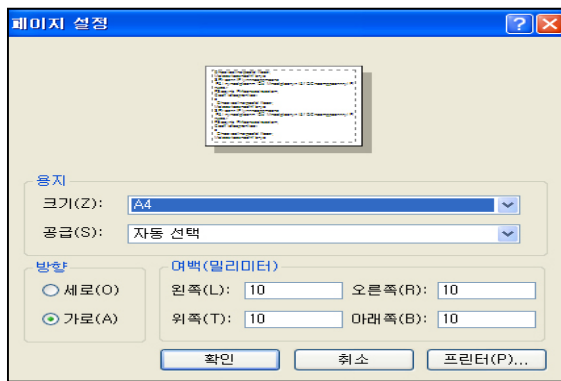 페이지 설정
용지
크기(Z): A4
공급(S): 자동 선택
방향
세로(O)
가로(A)
여백(밀리미터)
왼쪽(L): 10 오른쪽(R): 10
위쪽(T): 10 아래쪽(B): 10
확인 취소 프린터(P)...